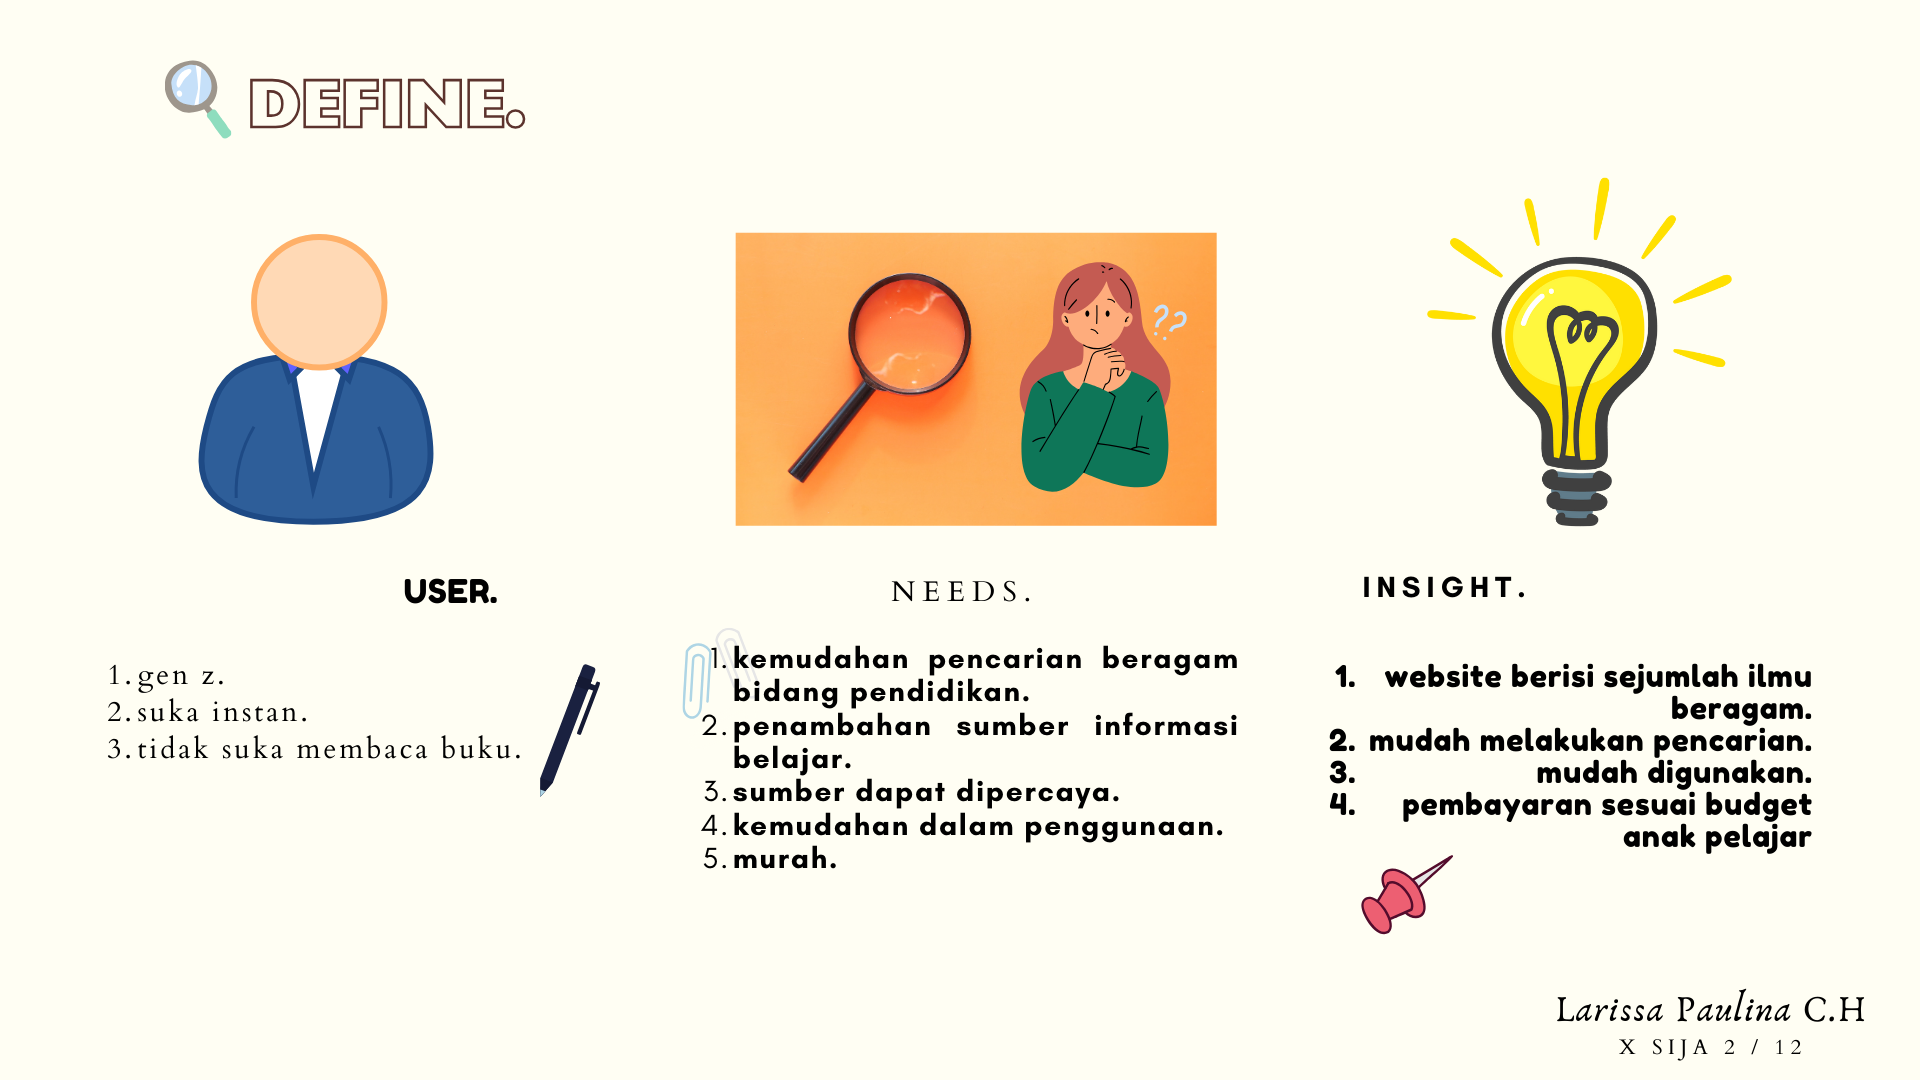 DEFINE.
??
USER.
1. gen z.
2. suka instan.
3. tidak suka membaca buku.
NEEDS.
1. kemudahan pencarian beragam
bidang pendidikan.
2. penambahan sumber informasi
belajar.
3. sumber dapat dipercaya.
4. kemudahan dalam penggunaan.
5. murah.
INSIGHT.
1. website berisi sejumlah ilmu
beragam.
2. mudah melakukan pencarian.
3. mudah digunakan.
4. pembayaran sesuai budget
anak pelajar
Larissa Paulina C.H
X SIJA 2 / 12